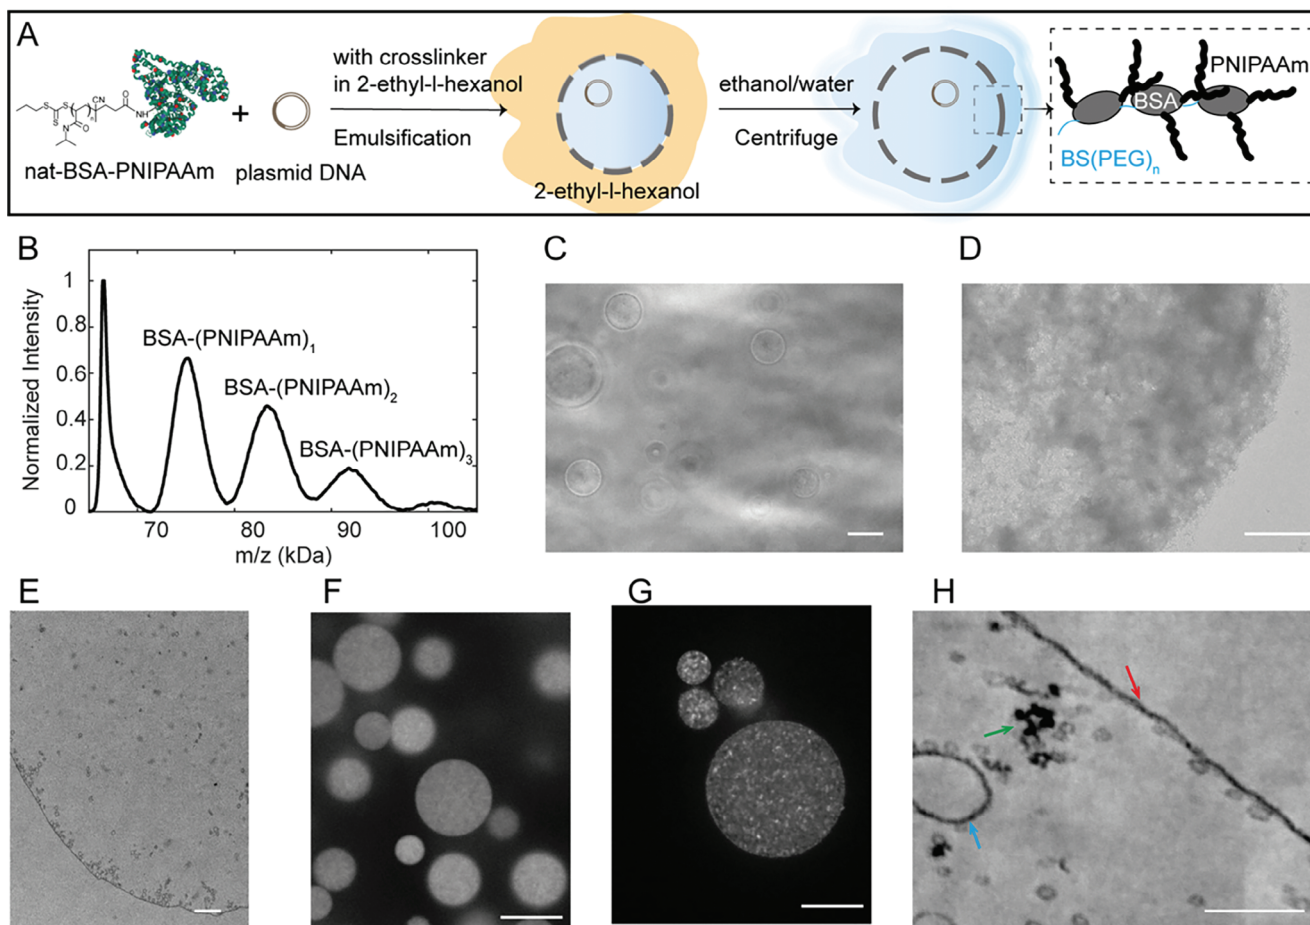 A
with crosslinker
in 2-ethyl-l-hexanol
Emulsification
nat-BSA-PNIPAAm
+
plasmid DNA
2-ethyl-l-hexanol
ethanol/water
Centrifuge
PNIPAAm
BSA
BS(PEG)n
S
S
S
CN
n
O
N
O
NH
B
Normalized Intensity
1
0.8
0.6
0.4
0.2
0
BSA-(PNIPAAm)1
BSA-(PNIPAAm)2
BSA-(PNIPAAm)3
70
80
90
100
m/z (kDa)
C
D
E
F
G
H